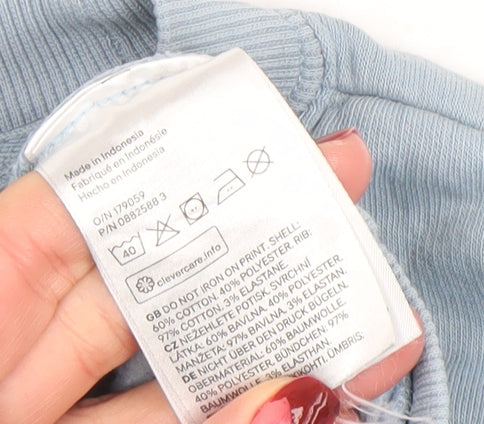 Made in Indonesia
Fabriqué en Indonésie
Hecho en Indonesia
O/N 179059
P/N 0882588 3
40
clevercare.info
GB DO NOT IRON ON PRINT. SHELL:
60% COTTON, 40% POLYESTER. RIB:
97% COTTON, 3% ELASTANE.
CZ NEŽEHLETE POTISK. SVRCHNÍ
LÁTKA: 60% BAVLNA, 40% POLYESTER.
MANŽETA: 97% BAVLNA, 3% ELASTAN.
DE NICHT ÜBER DEN DRUCK BÜGELN.
OBERMATERIAL: 60% BAUMWOLLE,
40% POLYESTER. BÜNDCHEN: 97%
BAUMWOLLE, 3% ELASTHAN.
ÜMBRIS: